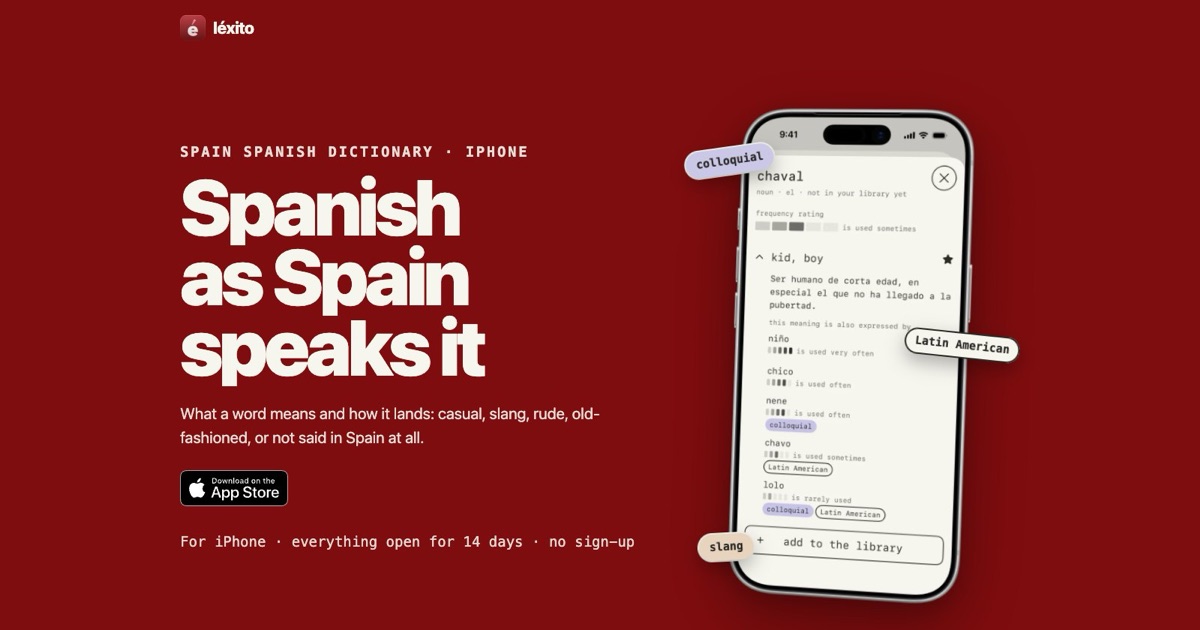 é léxito
SPAIN SPANISH DICTIONARY · IPHONE
Spanish
as Spain
speaks it
What a word means and how it lands: casual, slang, rude, old-
fashioned, or not said in Spain at all.
Download on the
App Store
For iPhone · everything open for 14 days · no sign-up
9:41
colloquial
chaval
noun · el · not in your library yet
frequency rating
is used sometimes
kid, boy
Ser humano de corta edad, en
especial el que no ha llegado a la
pubertad.
this meaning is also expressed by
Latin American
niño
is used very often
chico
is used often
nene
is used often
colloquial
chavo
is used sometimes
Latin American
lolo
is rarely used
colloquial Latin American
slang
+ add to the library